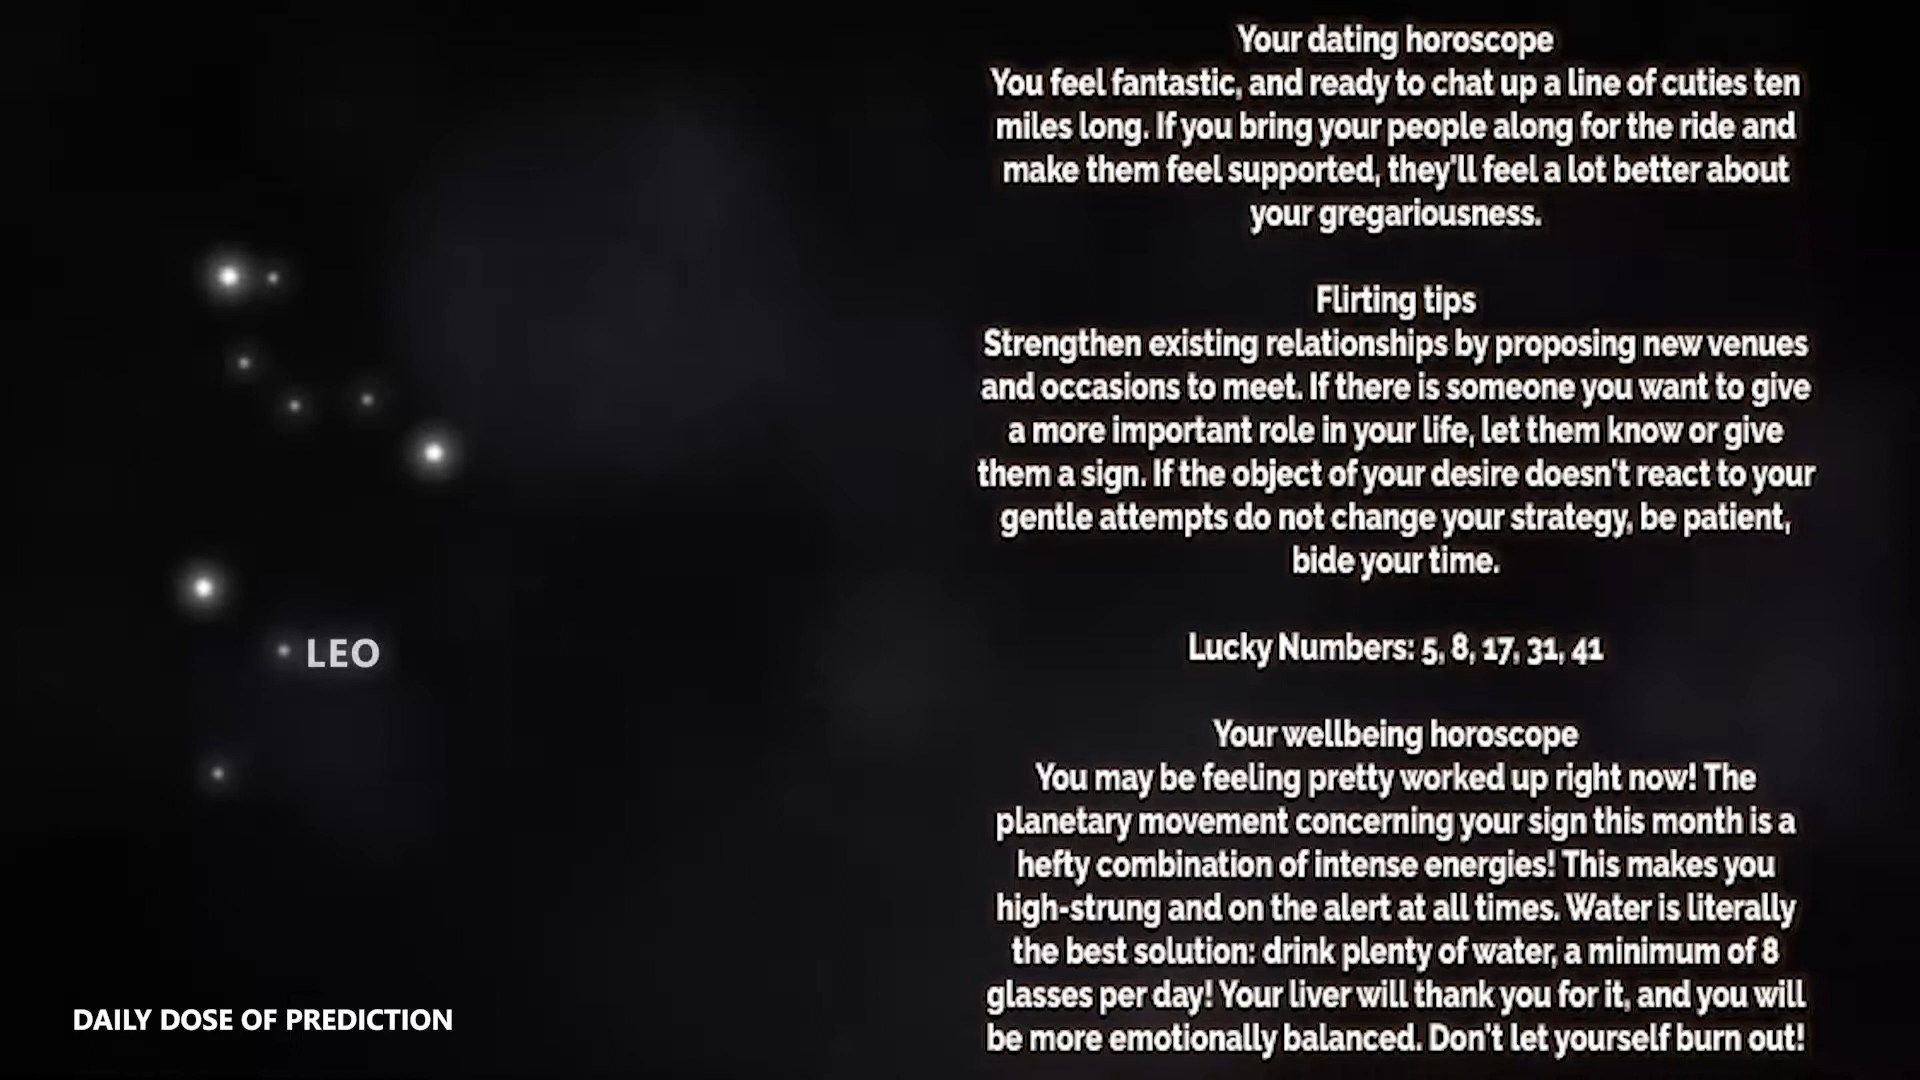 Your dating horoscope
You feel fantastic, and ready to chat up a line of cuties ten
miles long. If you bring your people along for the ride and
make them feel supported, they'll feel a lot better about
your gregariousness.
Flirting tips
Strengthen existing relationships by proposing new venues
and occasions to meet. If there is someone you want to give
a more important role in your life, let them know or give
them a sign. If the object of your desire doesn't react to your
gentle attempts do not change your strategy, be patient,
bide your time.
Lucky Numbers: 5, 8, 17, 31, 41
Your wellbeing horoscope
You may be feeling pretty worked up right now! The
planetary movement concerning your sign this month is a
hefty combination of intense energies! This makes you
high-strung and on the alert at all times. Water is literally
the best solution: drink plenty of water, a minimum of 8
glasses per day! Your liver will thank you for it, and you will
be more emotionally balanced. Don't let yourself burn out!
LEO
DAILY DOSE OF PREDICTION